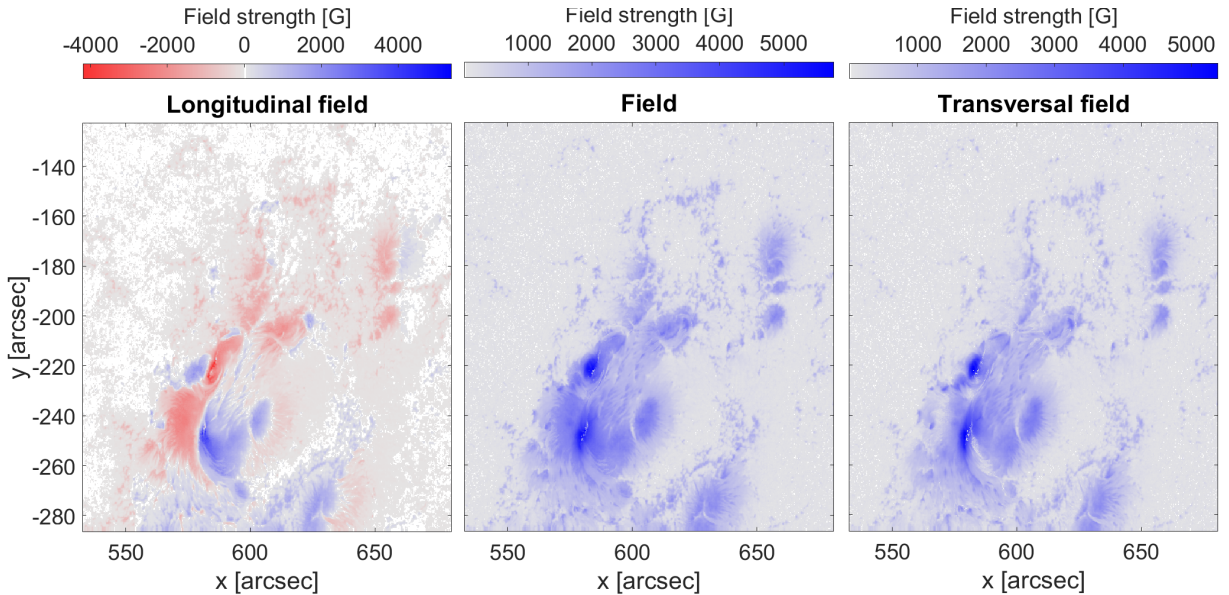 Field strength [G]
-4000 -2000 0 2000 4000
Longitudinal field
-140
-160
-180
-200
-220
-240
-260
-280
y [arcsec]
550 600 650
x [arcsec]
Field strength [G]
1000 2000 3000 4000 5000
Field
550 600 650
x [arcsec]
Field strength [G]
1000 2000 3000 4000 5000
Transversal field
550 600 650
x [arcsec]